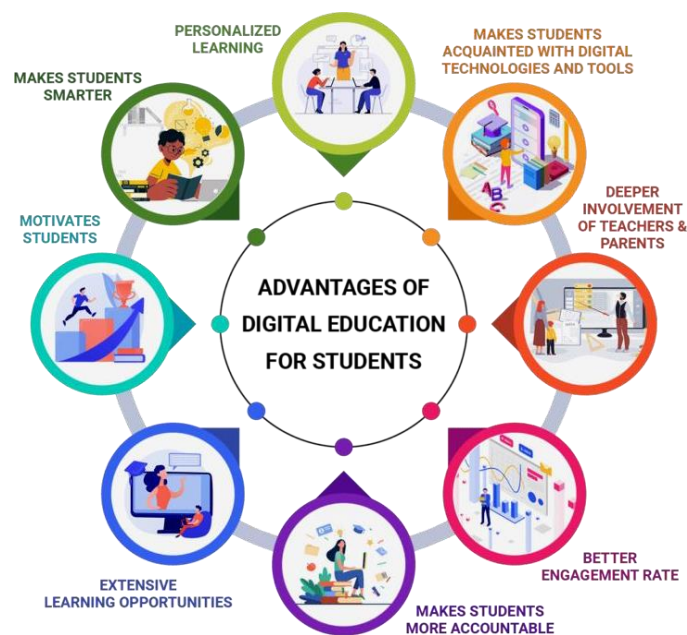 PERSONALIZED
LEARNING
MAKES STUDENTS
ACQUAINTED WITH DIGITAL
TECHNOLOGIES AND TOOLS
DEEPER
INVOLVEMENT
OF TEACHERS &
PARENTS
BETTER
ENGAGEMENT RATE
MAKES STUDENTS
MORE ACCOUNTABLE
EXTENSIVE
LEARNING OPPORTUNITIES
MOTIVATES
STUDENTS
MAKES STUDENTS
SMARTER
ADVANTAGES OF
DIGITAL EDUCATION
FOR STUDENTS
A
B
C